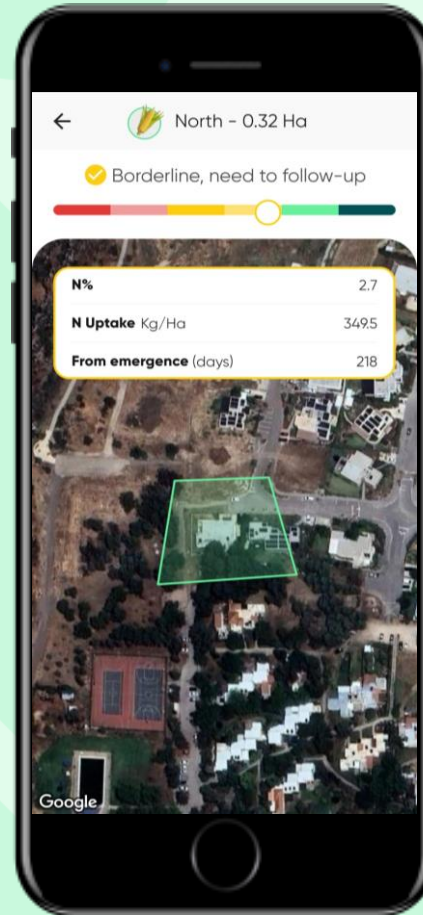 North - 0.32 Ha
Borderline, need to follow-up
N% 2.7
N Uptake Kg/Ha 349.5
From emergence (days) 218
Google